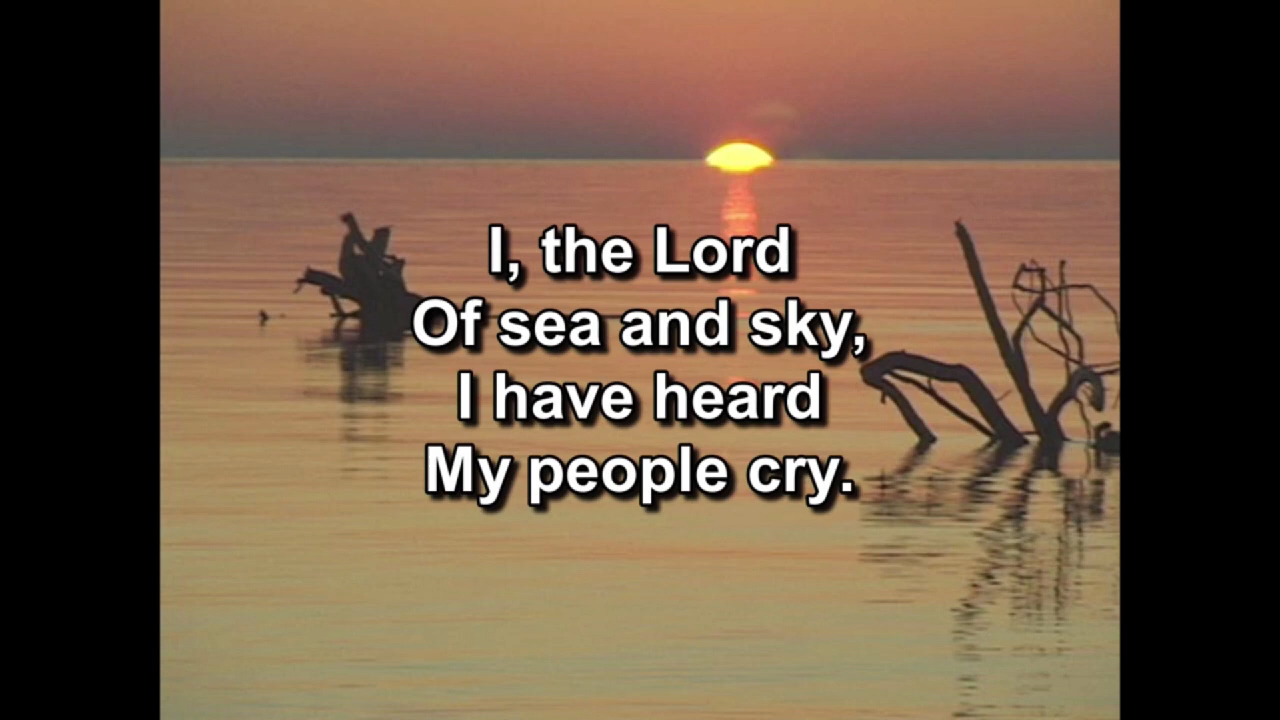 I, the Lord
Of sea and sky,
I have heard
My people cry.